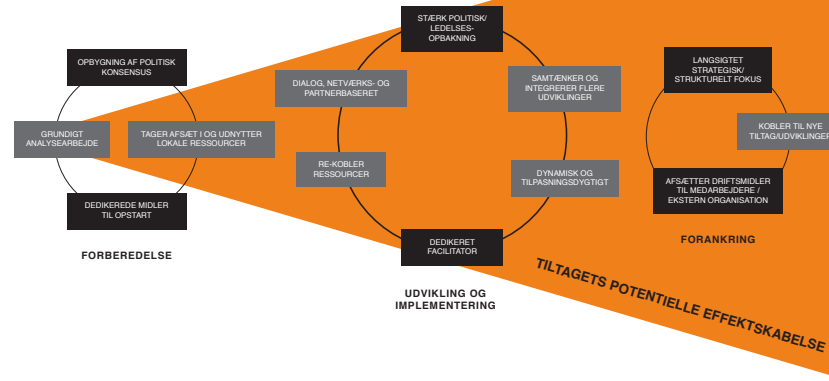 OPBYGNING AF POLITISK
KONSENSUS
GRUNDIGT
ANALYSEARBEJDE
TAGER AFSÆT I OG UDNYTTER
LOKALE RESSOURCER
DEDIKEREDE MIDLER
TIL OPSTART
FORBEREDELSE
STÆRK POLITISK/
LEDELSES-
OPBAKNING
DIALOG, NETVÆRKS- OG
PARTNERBASERET
SAMTÆNKER OG
INTEGRERER FLERE
UDVIKLINGER
RE-KOBLER
RESSOURCER
DYNAMISK OG
TILPASNINGSDYGTIGT
DEDIKERET
FACILITATOR
UDVIKLING OG
IMPLEMENTERING
LANGSIGTET
STRATEGISK/
STRUKTURELT FOKUS
KOBLER TIL NYE
TILTAG/UDVIKLINGER
AFSÆTTER DRIFTSMIDLER
TIL MEDARBEJDERE /
EKSTERN ORGANISATION
FORANKRING
TILTAGETS POTENTIELLE EFFEKTSKABELSE